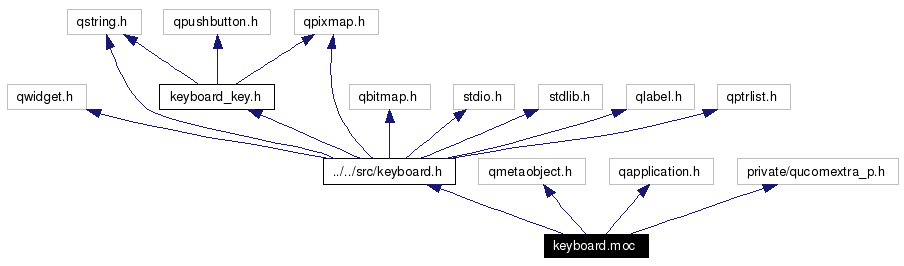 qstring.h
qpushbutton.h
qpixmap.h
qwidget.h
keyboard_key.h
qbitmap.h
stdio.h
stdlib.h
qlabel.h
qptrlist.h
../../src/keyboard.h
qmetaobject.h
qapplication.h
private/qucomextra_p.h
keyboard.moc